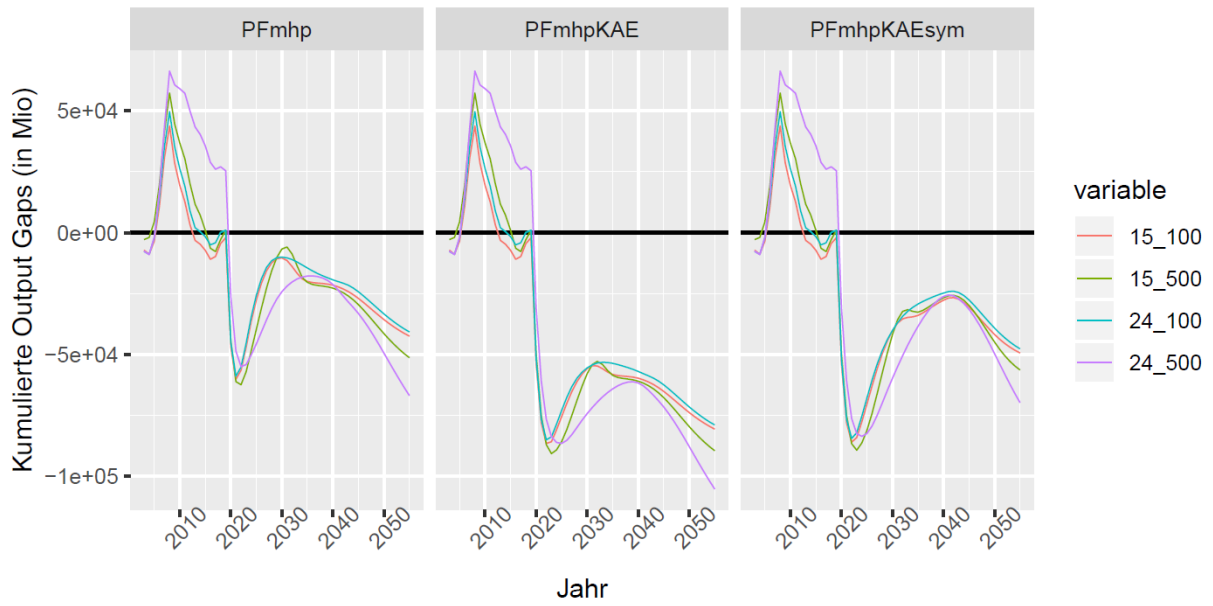 PFmhp PFmhpKAE PFmhpKAEsym
Kumulierte Output Gaps (in Mio)
5e+04
0e+00
−5e+04
−1e+05
2010 2020 2030 2040 2050 2010 2020 2030 2040 2050 2010 2020 2030 2040 2050
Jahr
variable
15_100
15_500
24_100
24_500